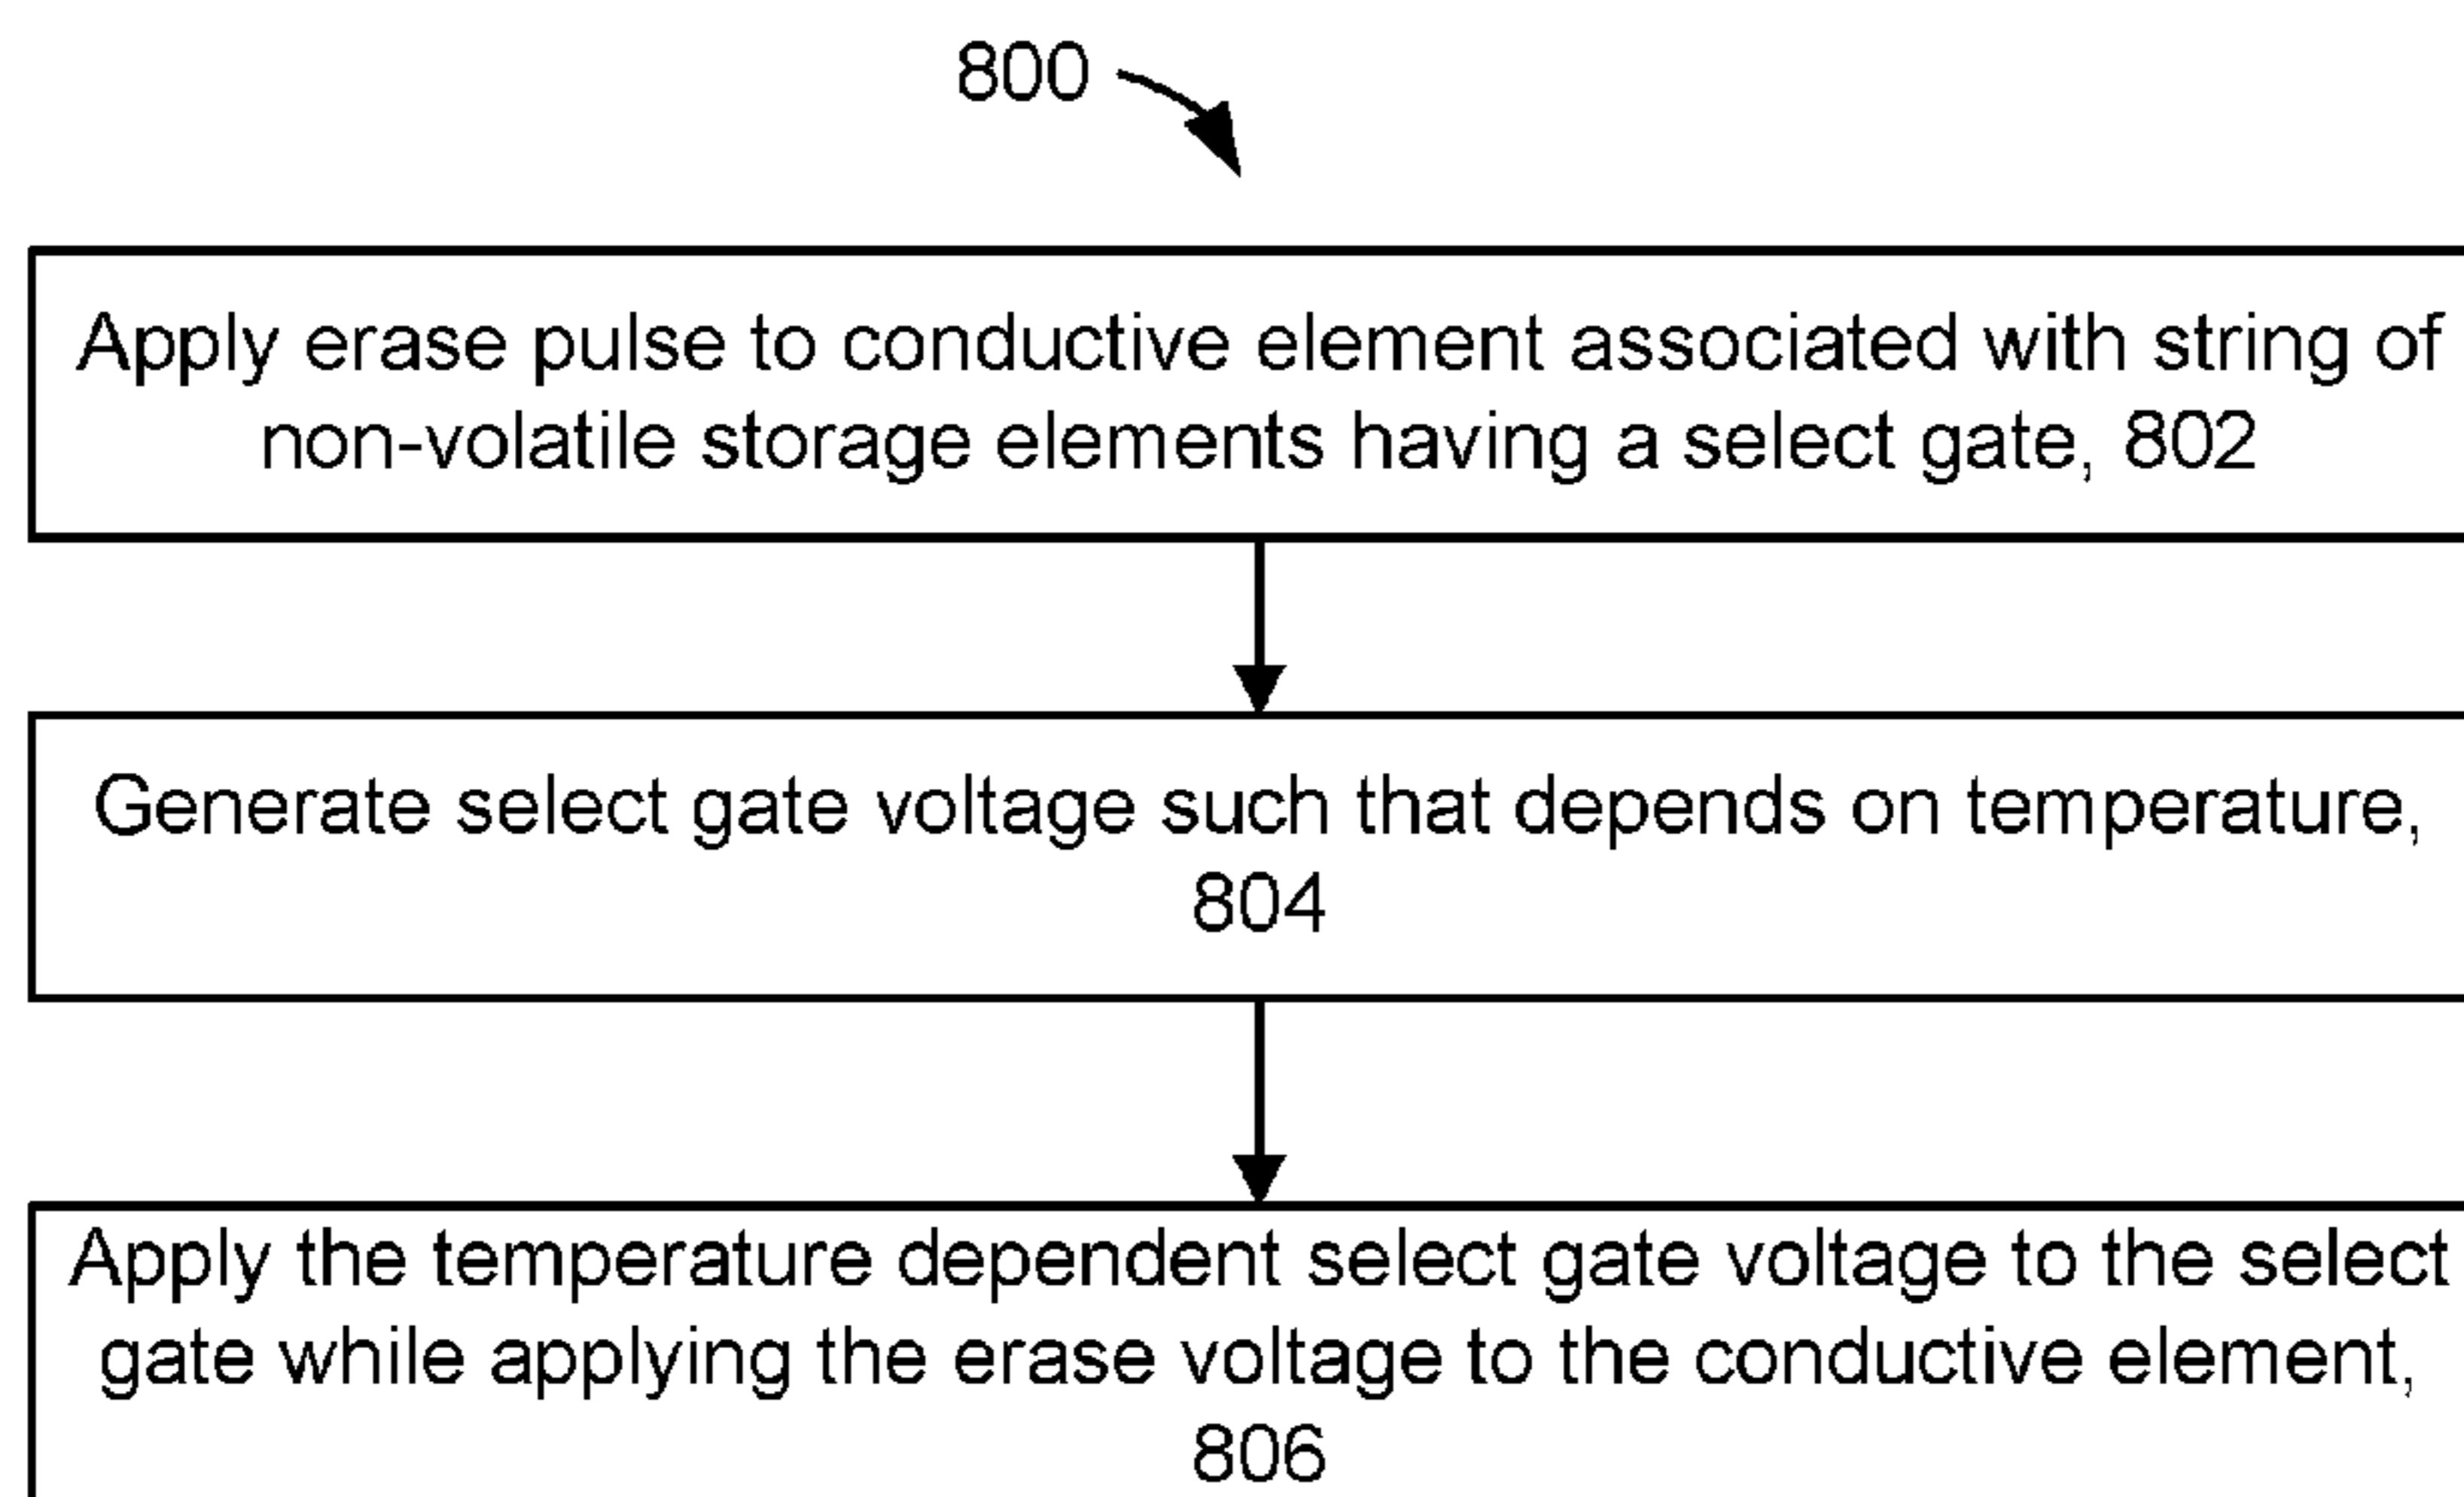 800
Apply erase pulse to conductive element associated with string of
non-volatile storage elements having a select gate, 802
Generate select gate voltage such that depends on temperature,
804
Apply the temperature dependent select gate voltage to the select
gate while applying the erase voltage to the conductive element,
806